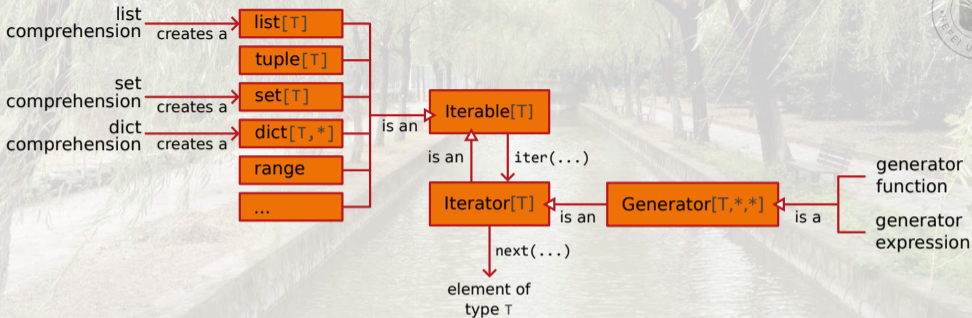 list
comprehension
creates a
list[T]
tuple[T]
set
comprehension
creates a
set[T]
dict
comprehension
creates a
dict[T,*]
range
...
is an
Iterable[T]
is an
iter(...)
Iterator[T]
is an
Generator[T,*,*]
is a
generator
function
generator
expression
next(...)
element of
type T